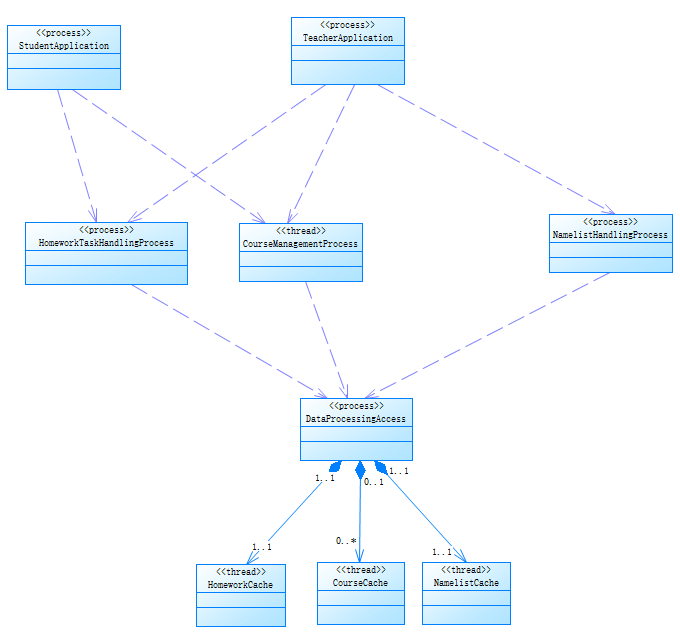 <<process>>
StudentApplication
<<process>>
TeacherApplication
<<process>>
HomeworkTaskHandlingProcess
<<thread>>
CourseManagementProcess
<<process>>
NamelistHandlingProcess
<<process>>
DataProcessingAccess
1..1
0..1
1..1
1..1
0..*
1..1
<<thread>>
HomeworkCache
<<thread>>
CourseCache
<<thread>>
NamelistCache